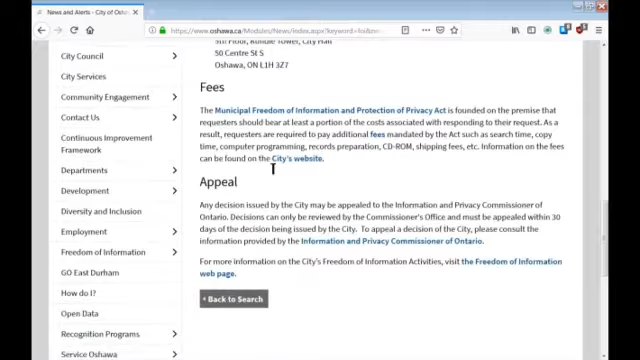 News and Alerts - City of Osha
https://www.oshawa.ca/Modules/News/index.aspx?keyword=foi&
5th Floor, Rundle Tower, City Hall
50 Centre St S
Oshawa, ON L1H 3Z7
City Council
City Services
Community Engagement
Contact Us
Continuous Improvement
Framework
Departments
Development
Diversity and Inclusion
Employment
Freedom of Information
GO East Durham
How do I?
Open Data
Recognition Programs
Service Oshawa
Fees
The Municipal Freedom of Information and Protection of Privacy Act is founded on the premise that
requesters should bear at least a portion of the costs associated with responding to their request. As a
result, requesters are required to pay additional fees mandated by the Act such as search time, copy
time, computer programming, records preparation, CD-ROM, shipping fees, etc. Information on the fees
can be found on the City's website.
Appeal
Any decision issued by the City may be appealed to the Information and Privacy Commissioner of
Ontario. Decisions can only be reviewed by the Commissioner's Office and must be appealed within 30
days of the decision being issued by the City. To appeal a decision of the City, please consult the
information provided by the Information and Privacy Commissioner of Ontario.
For more information on the City's Freedom of Information Activities, visit the Freedom of Information
web page.
Back to Search